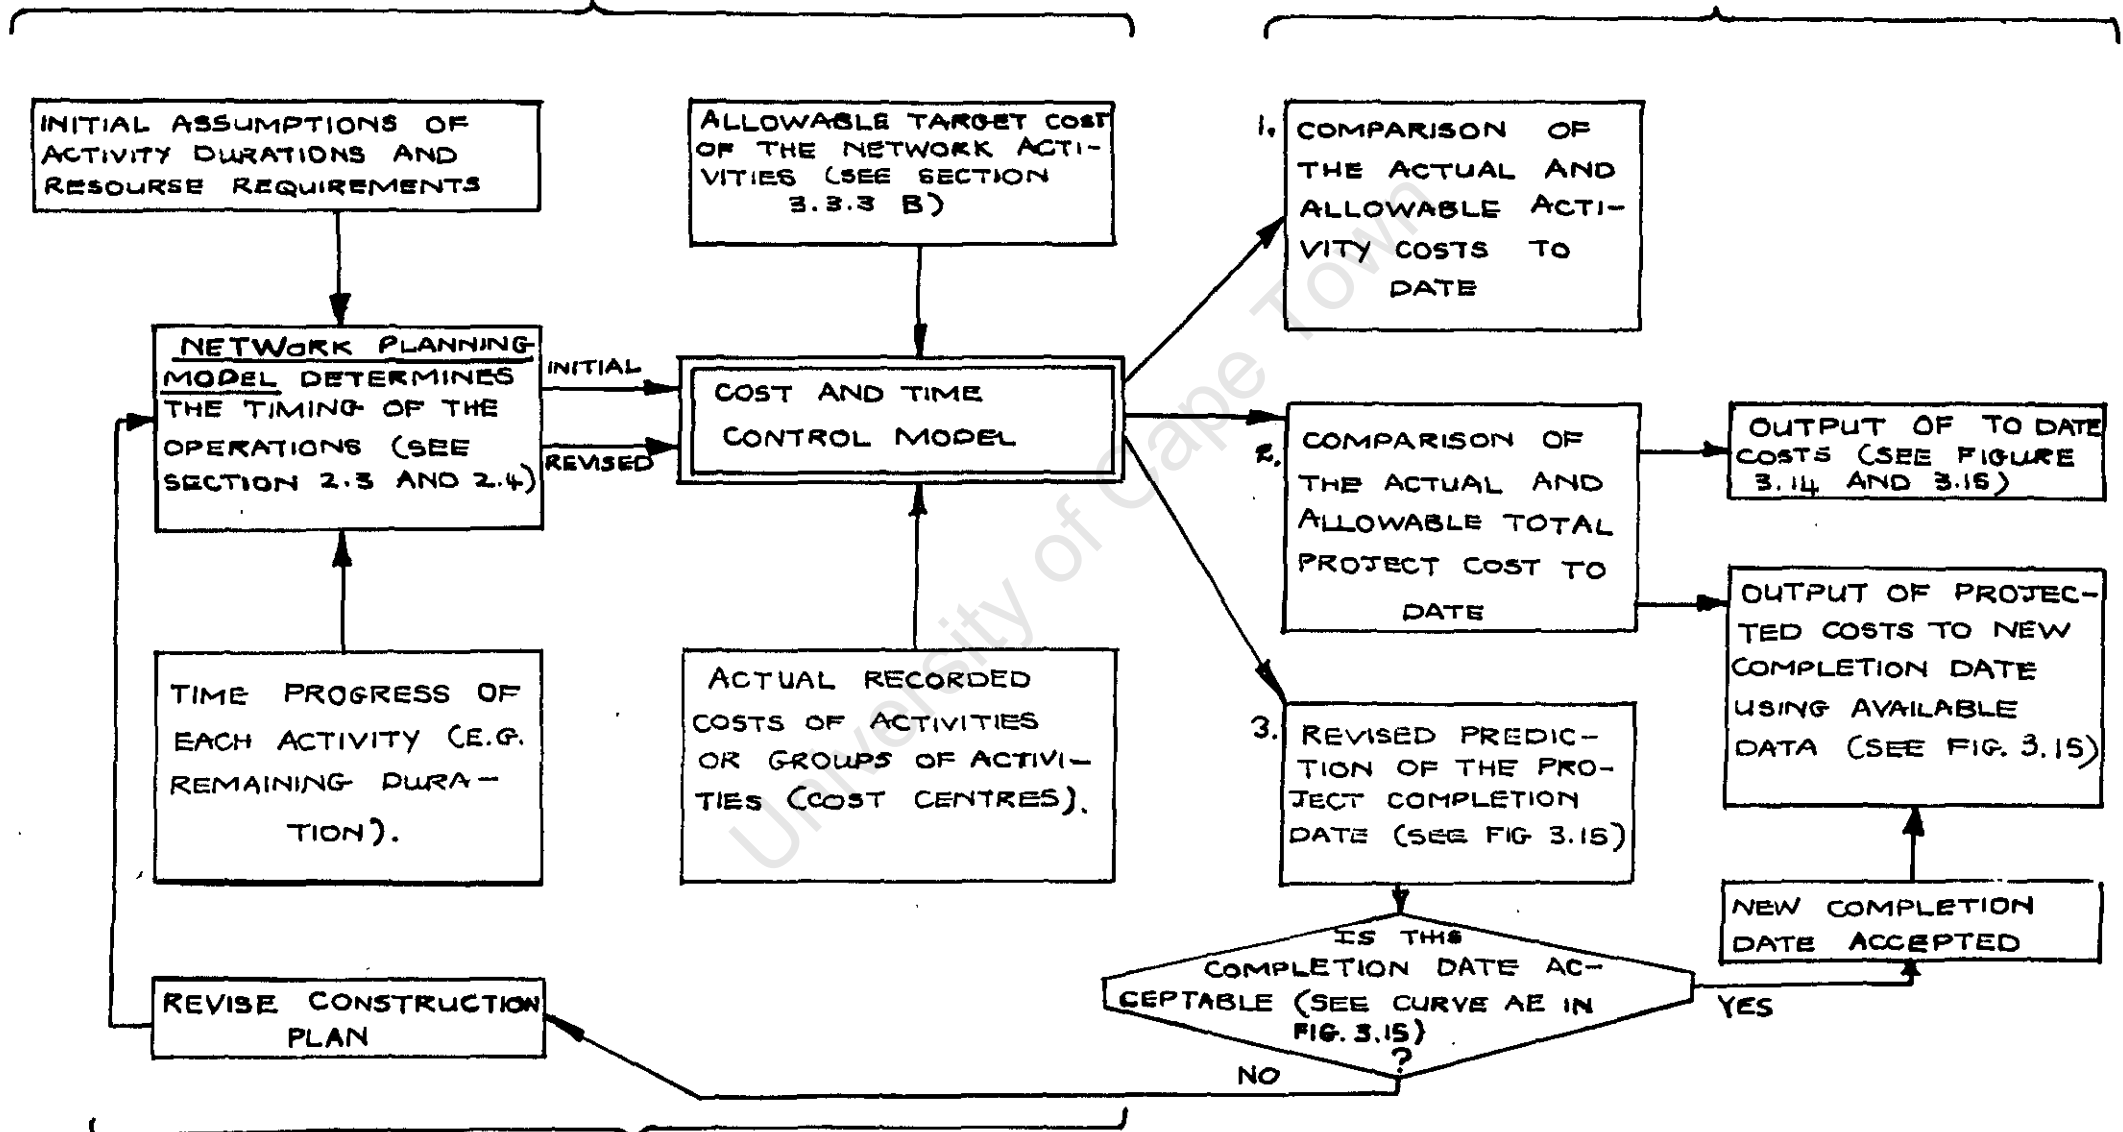 INITIAL ASSUMPTIONS OF
ACTIVITY DURATIONS AND
RESOURSE REQUIREMENTS
ALLOWABLE TARGET COST
OF THE NETWORK ACTI-
VITIES (SEE SECTION
3.3.3 B)
1. COMPARISON OF
THE ACTUAL AND
ALLOWABLE ACTI-
VITY COSTS TO
DATE
NETWORK PLANNING
MODEL DETERMINES
THE TIMING OF THE
OPERATIONS (SEE
SECTION 2.3 AND 2.4)
INITIAL
REVISED
COST AND TIME
CONTROL MODEL
2. COMPARISON OF
THE ACTUAL AND
ALLOWABLE TOTAL
PROJECT COST TO
DATE
OUTPUT OF TO DATE
COSTS (SEE FIGURE
3.14 AND 3.15)
OUTPUT OF PROJEC-
TED COSTS TO NEW
COMPLETION DATE
USING AVAILABLE
DATA (SEE FIG. 3.15)
TIME PROGRESS OF
EACH ACTIVITY (E.G.
REMAINING DURA-
TION).
ACTUAL RECORDED
COSTS OF ACTIVITIES
OR GROUPS OF ACTIVI-
TIES (COST CENTRES).
3. REVISED PREDIC-
TION OF THE PRO-
JECT COMPLETION
DATE (SEE FIG 3.15)
NEW COMPLETION
DATE ACCEPTED
IS THIS
COMPLETION DATE AC-
CEPTABLE (SEE CURVE AE IN
FIG. 3.15)
?
YES
NO
REVISE CONSTRUCTION
PLAN
University of Cape Town